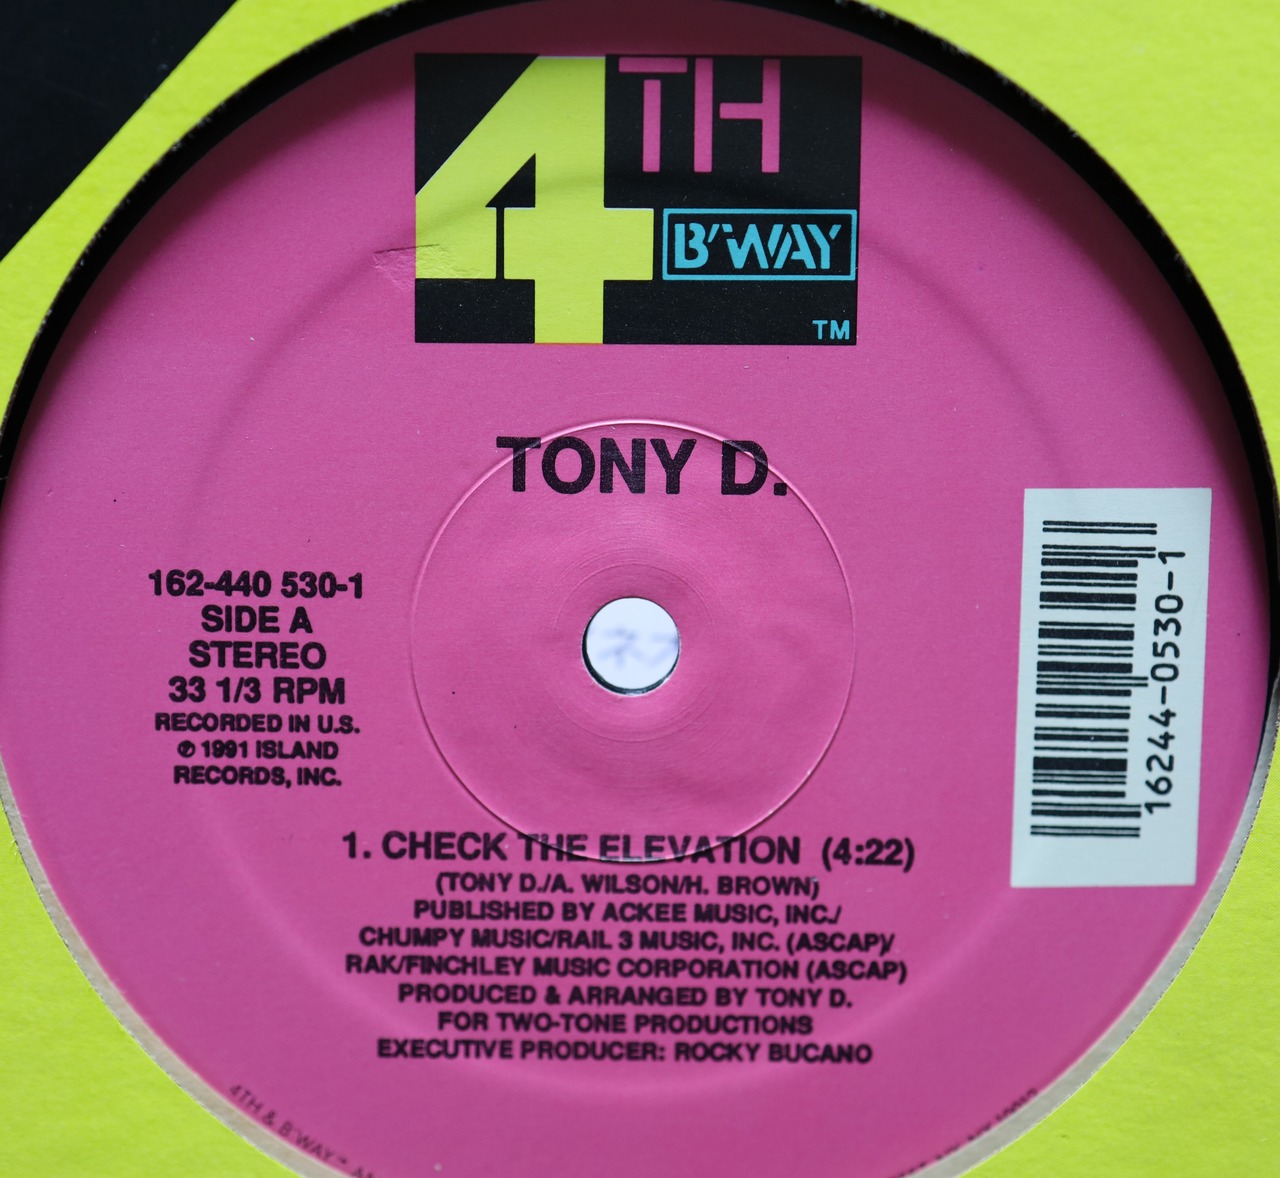 4TH
B'WAY
TM
TONY D.
162-440 530-1
SIDE A
STEREO
33 1/3 RPM
RECORDED IN U.S.
℗ 1991 ISLAND
RECORDS, INC.
16244-0530-1
1. CHECK THE ELEVATION (4:22)
(TONY D./A. WILSON/H. BROWN)
PUBLISHED BY ACKEE MUSIC, INC./
CHUMPY MUSIC/RAIL 3 MUSIC, INC. (ASCAP)/
RAK/FINCHLEY MUSIC CORPORATION (ASCAP)
PRODUCED & ARRANGED BY TONY D.
FOR TWO-TONE PRODUCTIONS
EXECUTIVE PRODUCER: ROCKY BUCANO
4TH & B'WAY™